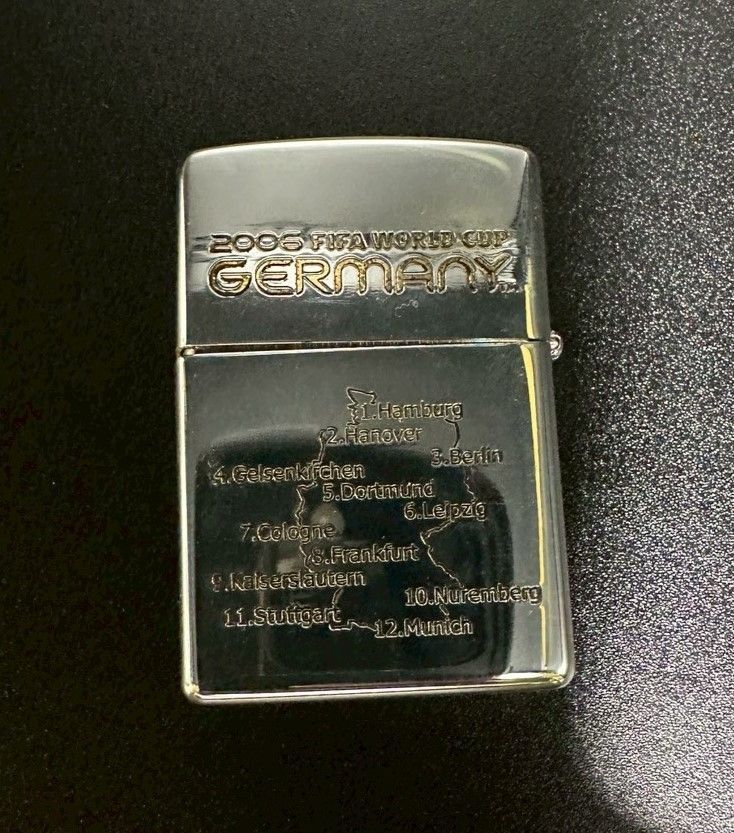 2006 FIFA WORLD CUP
GERMANY
1.Hamburg
2.Hanover
3.Berlin
4.Gelsenkirchen
5.Dortmund
6.Leipzig
7.Cologne
8.Frankfurt
9.Kaiserslautern
10.Nuremberg
11.Stuttgart
12.Munich